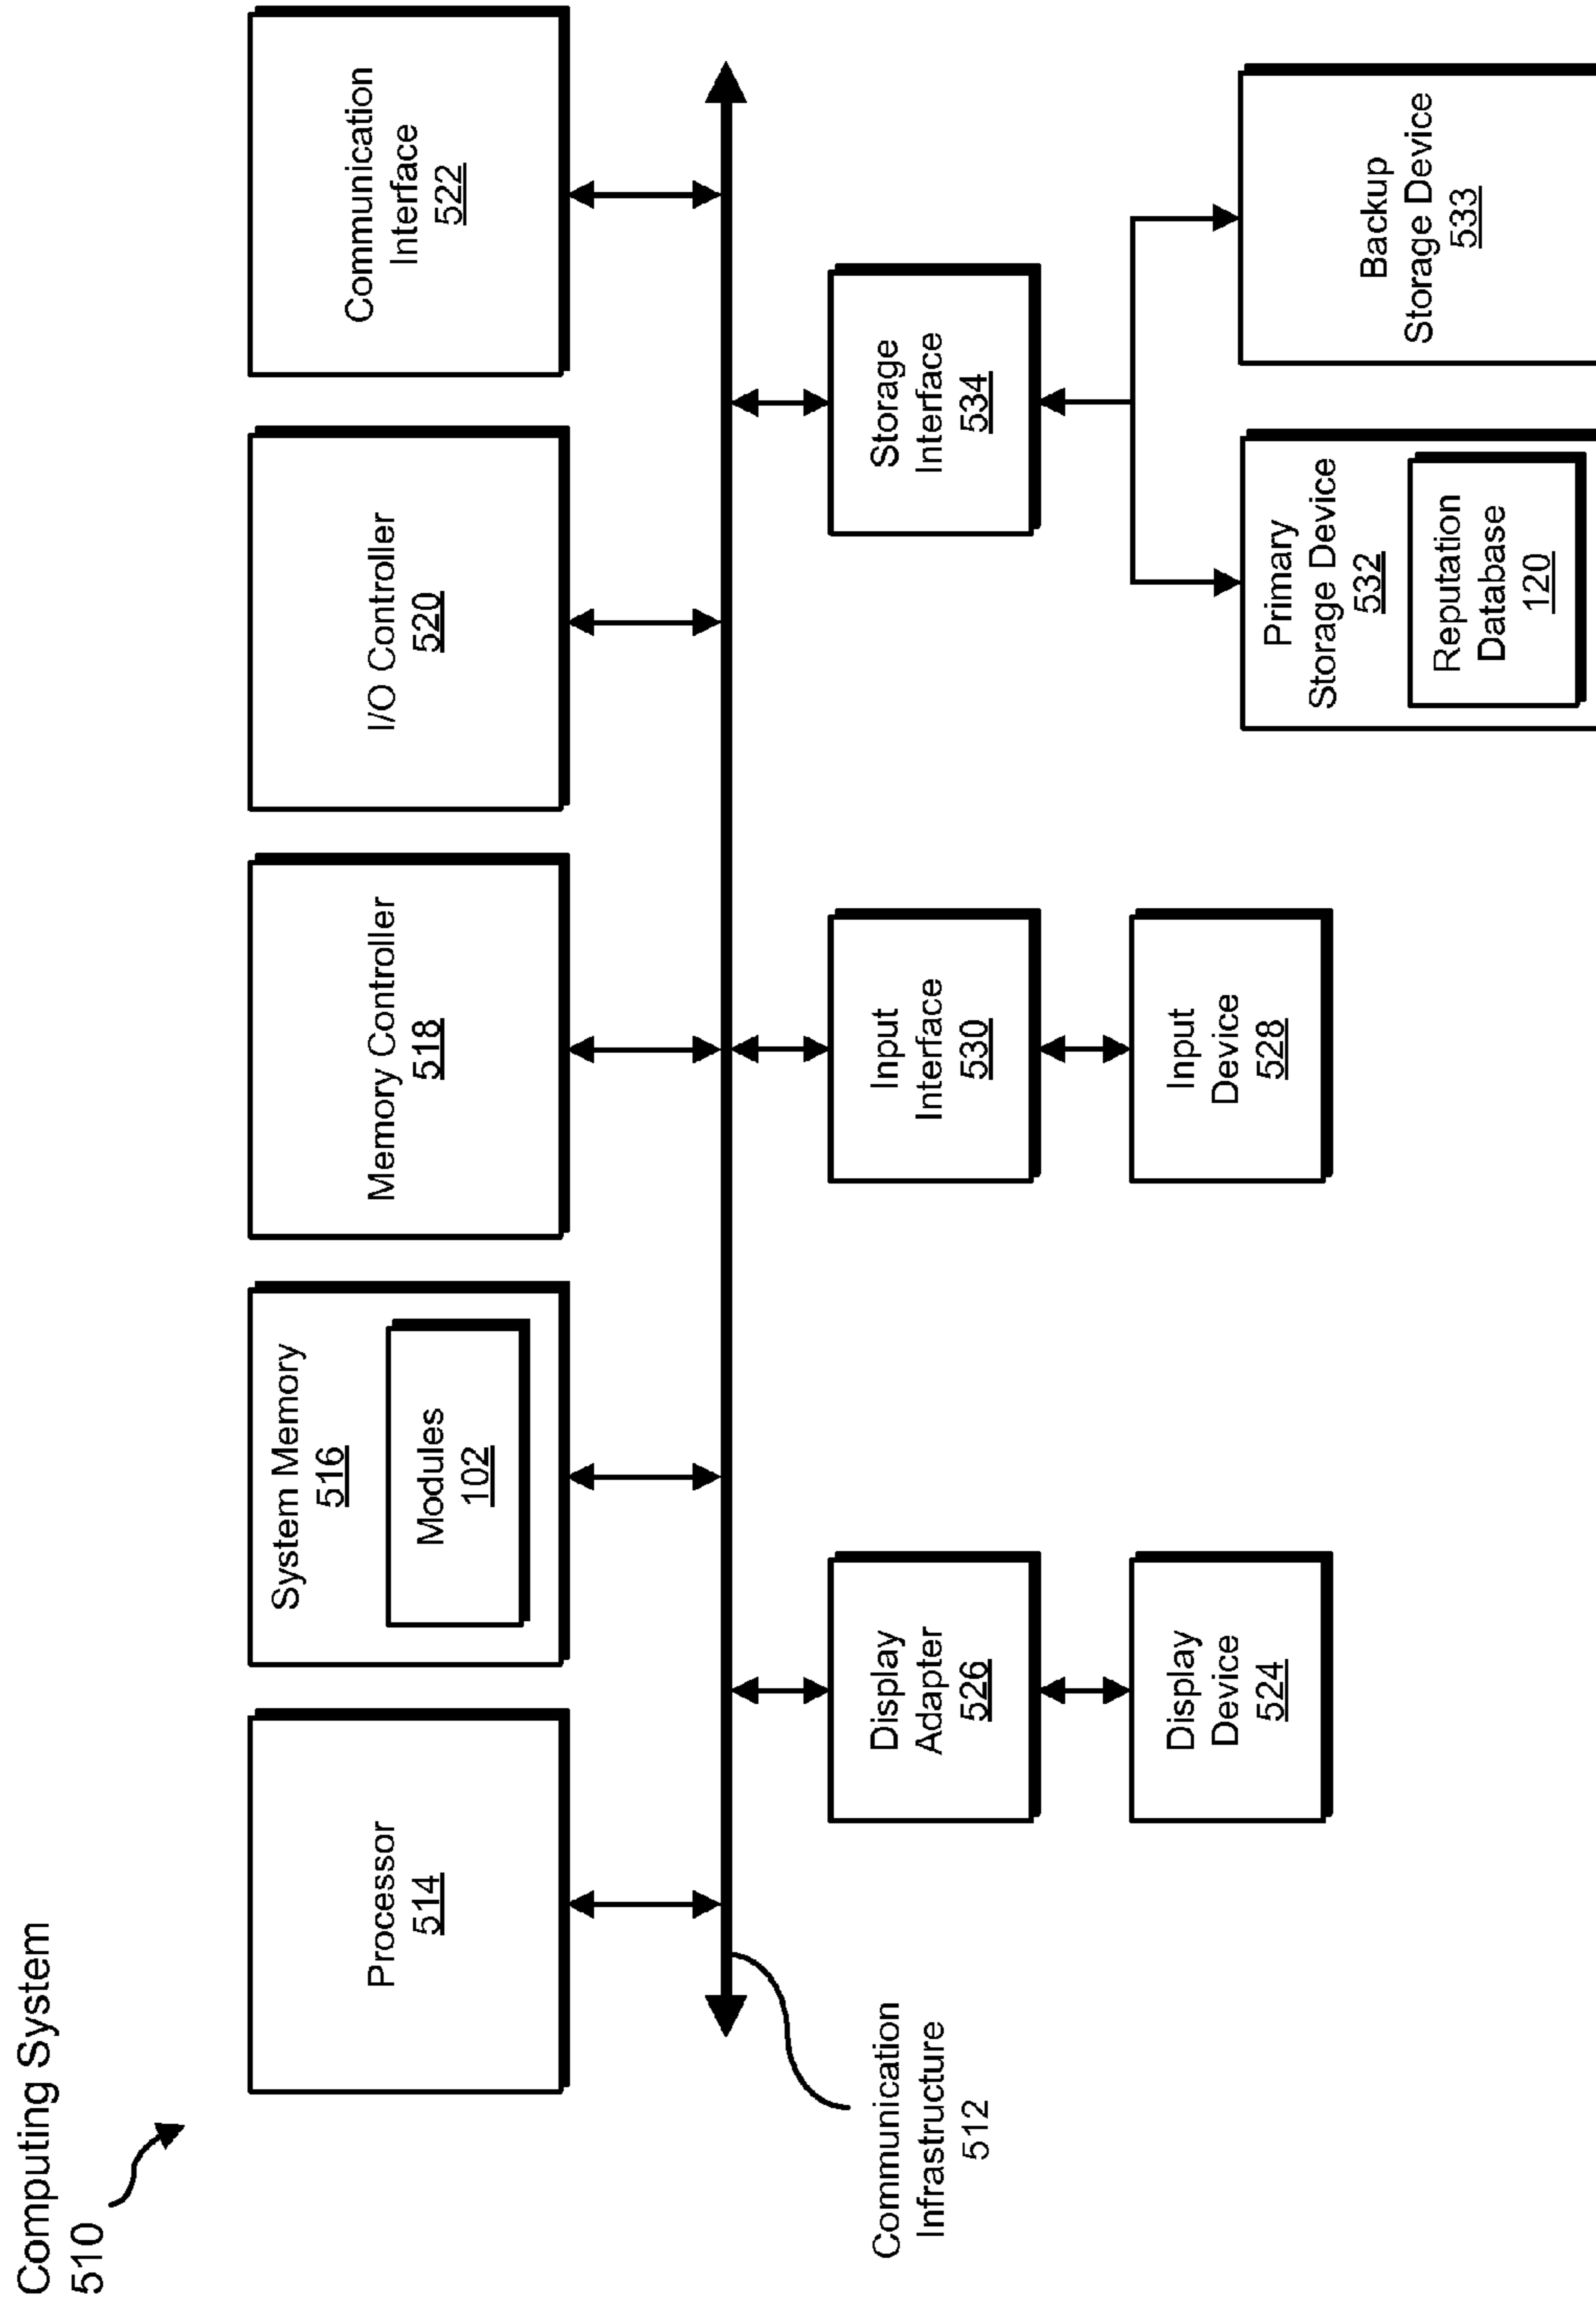 Computing System
510
Processor
514
System Memory
516
Modules
102
Memory Controller
518
I/O Controller
520
Communication
Interface
522
Communication
Infrastructure
512
Display
Adapter
526
Input
Interface
530
Storage
Interface
534
Display
Device
524
Input
Device
528
Primary
Storage Device
532
Reputation
Database
120
Backup
Storage Device
533